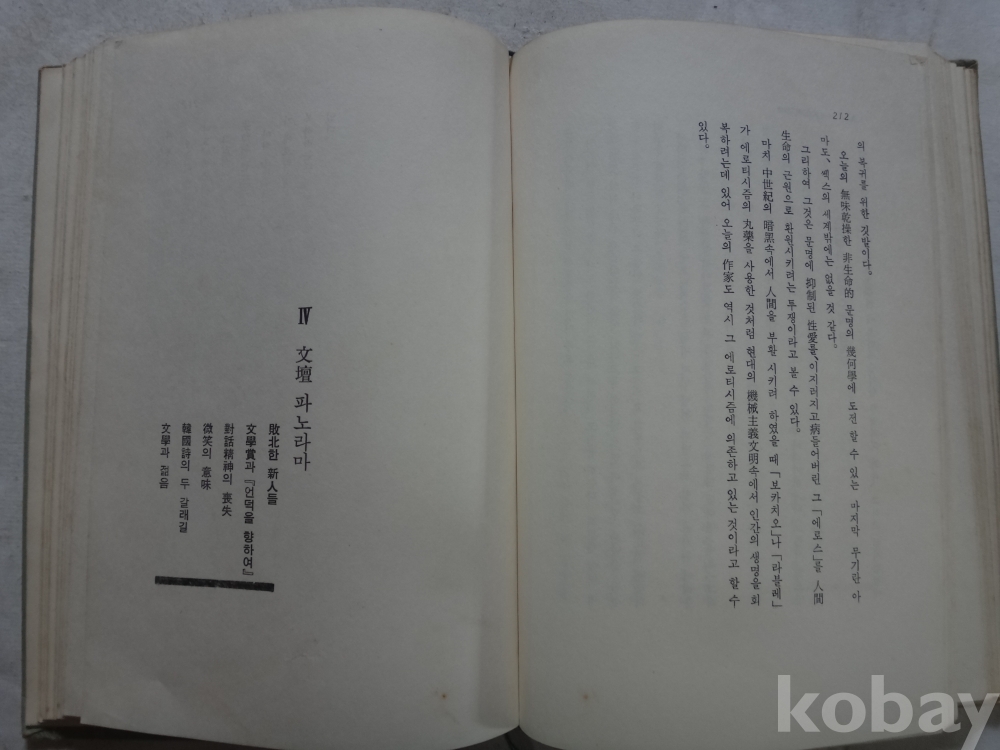 212
의 복귀를 위한 깃발이다。
오늘의 無味乾操한 非生命的 문명의 幾何學에 도전 할 수 있는 마지막 무기란 아
마도、섹스의 세계밖에는 없을 것 같다。
그리하여 그것은 문명에 抑制된 性愛를、이지러지고 病들어버린 그 「에로스」를 人間
生命의 근원으로 환원시키려는 투쟁이라고 볼 수 있다。
마치 中世紀의 暗黑속에서 人間을 부활 시키려 하였을 때 「보카치오」나 「라블레」
가 에로티시즘의 丸藥을 사용한 것처럼 현대의 機械主義文明속에서 인간의 생명을 회
복하려는데 있어 오늘의 作家도 역시 그 에로티시즘에 의존하고 있는 것이라고 할 수
있다。
Ⅳ 文壇 파노라마
敗北한 新人들
文學賞과 『언덕을 향하여』
對話精神의 喪失
微笑의 意味
韓國詩의 두 갈래길
文學과 젊음
kobay